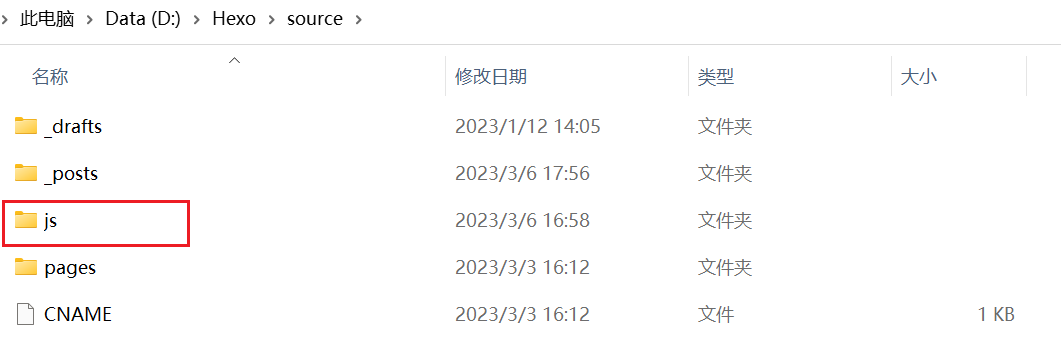 此电脑 > Data (D:) > Hexo > source >
名称 修改日期 类型 大小
_drafts 2023/1/12 14:05 文件夹
_posts 2023/3/6 17:56 文件夹
js 2023/3/6 16:58 文件夹
pages 2023/3/3 16:12 文件夹
CNAME 2023/3/3 16:12 文件 1 KB